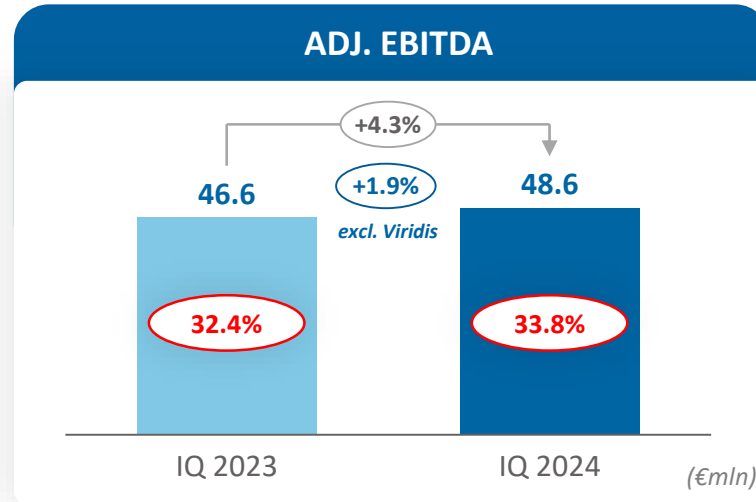 ADJ. EBITDA
+4.3%
46.6
+1.9%
48.6
excl. Viridis
32.4%
33.8%
IQ 2023
IQ 2024
(€mln)